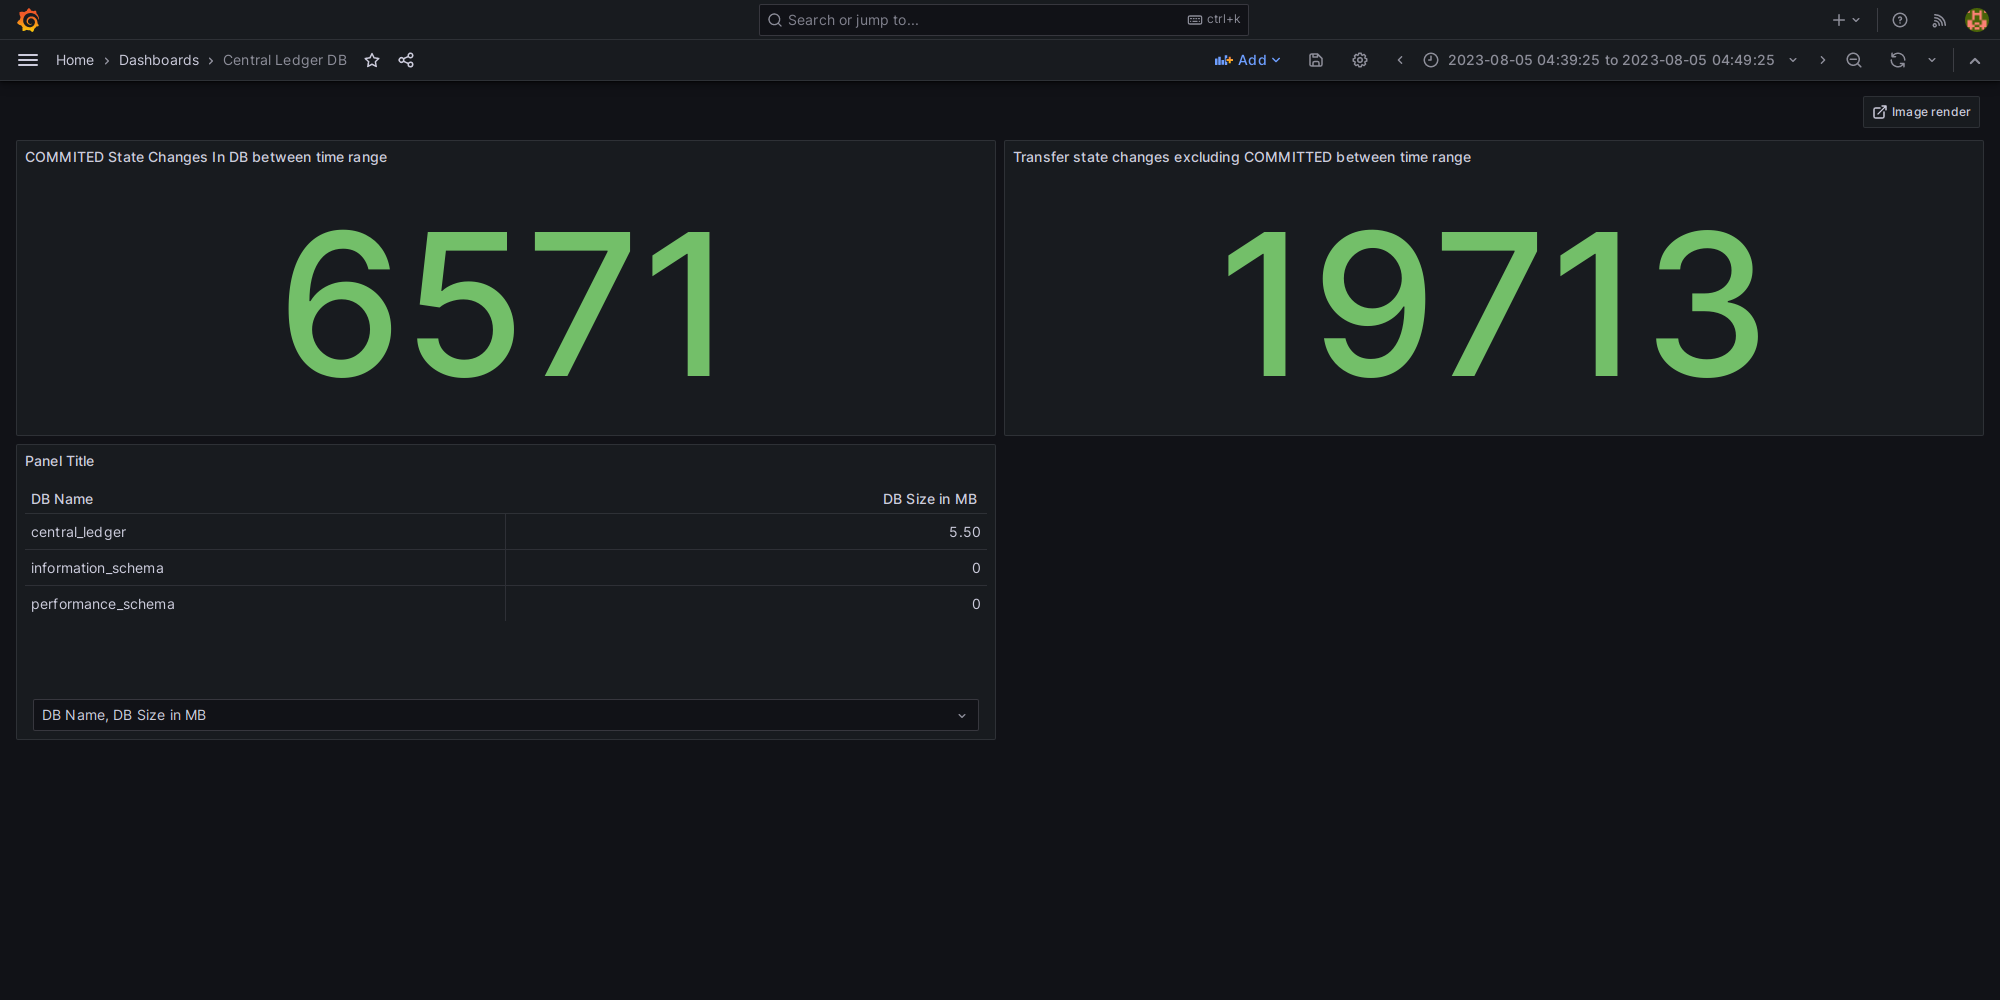 Search or jump to... ctrl+k
Home Dashboards Central Ledger DB Add 2023-08-05 04:39:25 to 2023-08-05 04:49:25
Image render
COMMITED State Changes In DB between time range
6571
Transfer state changes excluding COMMITTED between time range
19713
Panel Title
DB Name DB Size in MB
central_ledger 5.50
information_schema 0
performance_schema 0
DB Name, DB Size in MB